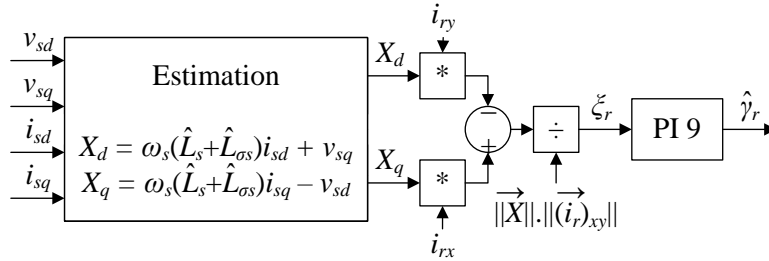 v_sd
v_sq
i_sd
i_sq
Estimation
X_d = ω_s(L̂_s+L̂_σs)i_sd + v_sq
X_q = ω_s(L̂_s+L̂_σs)i_sq − v_sd
X_d
X_q
i_ry
*
*
i_rx
−
+
÷
||X⃗||.||(i⃗_r)_xy||
ξ_r
PI 9
γ̂_r